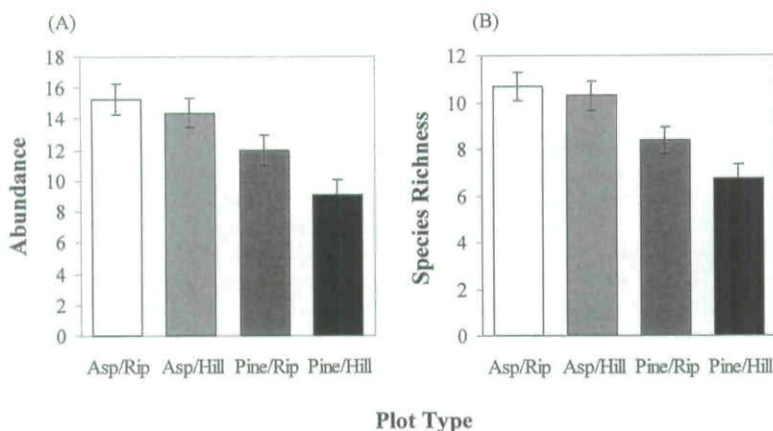 (A)
Abundance
18
16
14
12
10
8
6
4
2
0
Asp/Rip Asp/Hill Pine/Rip Pine/Hill
(B)
Species Richness
12
10
8
6
4
2
0
Asp/Rip Asp/Hill Pine/Rip Pine/Hill
Plot Type